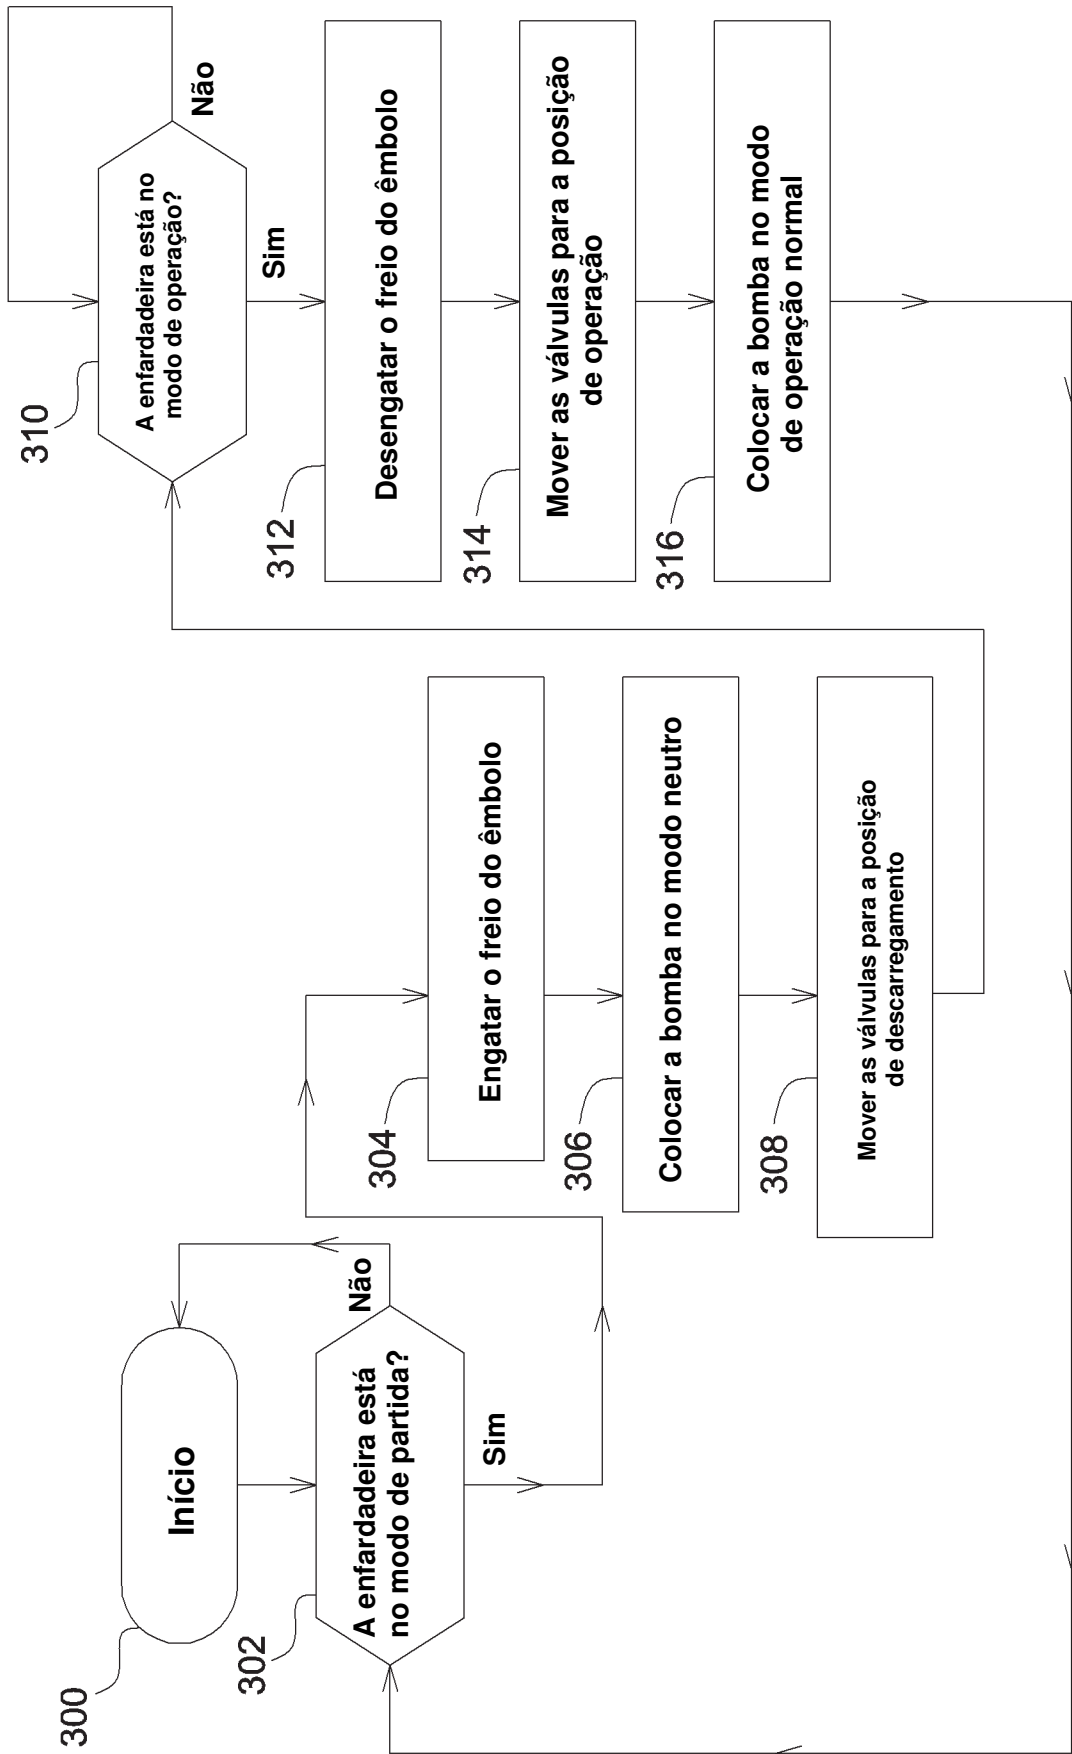 300
Início
302
A enfardadeira está
no modo de partida?
Não
Sim
304
Engatar o freio do êmbolo
306
Colocar a bomba no modo neutro
308
Mover as válvulas para a posição
de descarregamento
310
A enfardadeira está no
modo de operação?
Não
Sim
312
Desengatar o freio do êmbolo
314
Mover as válvulas para a posição
de operação
316
Colocar a bomba no modo
de operação normal